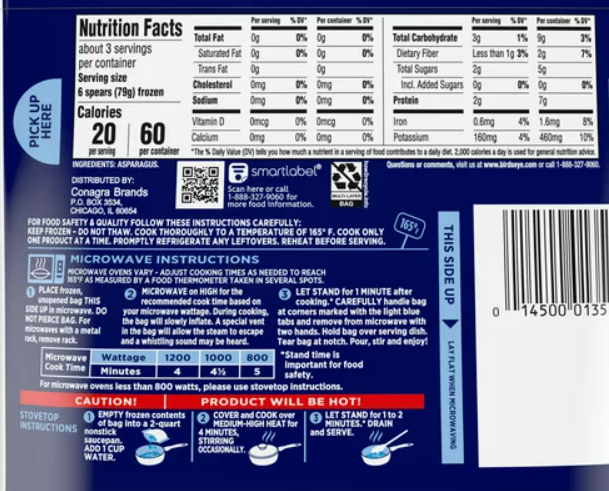 Nutrition Facts
about 3 servings
per container
Serving size
6 spears (79g) frozen
Calories
20 per serving
60 per container
Per serving % DV* Per container % DV*
Total Fat 0g 0% 0g 0%
Saturated Fat 0g 0% 0g 0%
Trans Fat 0g 0g
Cholesterol 0mg 0% 0mg 0%
Sodium 0mg 0% 0mg 0%
Vitamin D 0mcg 0% 0mcg 0%
Calcium 0mg 0% 0mg 0%
Per serving % DV* Per container % DV*
Total Carbohydrate 3g 1% 9g 3%
Dietary Fiber Less than 1g 3% 2g 7%
Total Sugars 2g 5g
Incl. Added Sugars 0g 0% 0g 0%
Protein 2g 7g
Iron 0.6mg 4% 1.6mg 8%
Potassium 160mg 4% 460mg 10%
*The % Daily Value (DV) tells you how much a nutrient in a serving of food contributes to a daily diet. 2,000 calories a day is used for general nutrition advice.
PICK UP
HERE
INGREDIENTS: ASPARAGUS.
DISTRIBUTED BY:
Conagra Brands
P.O. BOX 3534,
CHICAGO, IL 60654
smartlabel®
Scan here or call
1-888-327-9060 for
more food information.
MULTI-LAYER
BAG
Questions or comments, visit us at www.birdseye.com or call 1-888-327-9060.
FOR FOOD SAFETY & QUALITY FOLLOW THESE INSTRUCTIONS CAREFULLY:
KEEP FROZEN - DO NOT THAW. COOK THOROUGHLY TO A TEMPERATURE OF 165° F. COOK ONLY
ONE PRODUCT AT A TIME. PROMPTLY REFRIGERATE ANY LEFTOVERS. REHEAT BEFORE SERVING.
165°
MICROWAVE INSTRUCTIONS
MICROWAVE OVENS VARY - ADJUST COOKING TIMES AS NEEDED TO REACH
165°F AS MEASURED BY A FOOD THERMOMETER TAKEN IN SEVERAL SPOTS.
1 PLACE frozen,
unopened bag THIS
SIDE UP in microwave. DO
NOT PIERCE BAG. For
microwaves with a metal
rack, remove rack.
2 MICROWAVE on HIGH for the
recommended cook time based on
your microwave wattage. During cooking,
the bag will slowly inflate. A special vent
in the bag will allow the steam to escape
and a whistling sound may be heard.
3 LET STAND for 1 MINUTE after
cooking.* CAREFULLY handle bag
at corners marked with the light blue
tabs and remove from microwave with
two hands. Hold bag over serving dish.
Tear bag at notch. Pour, stir and enjoy!
Microwave
Cook Time
Wattage 1200 1000 800
Minutes 4 4½ 5
*Stand time is
important for food
safety.
For microwave ovens less than 800 watts, please use stovetop instructions.
CAUTION! PRODUCT WILL BE HOT!
STOVETOP
INSTRUCTIONS
1 EMPTY frozen contents
of bag into a 2-quart
nonstick
saucepan.
ADD 1 CUP
WATER.
2 COVER and COOK over
MEDIUM-HIGH HEAT for
4 MINUTES,
STIRRING
OCCASIONALLY.
3 LET STAND for 1 to 2
MINUTES.* DRAIN
and SERVE.
THIS SIDE UP
LAY FLAT WHEN MICROWAVING
0 14500 0135